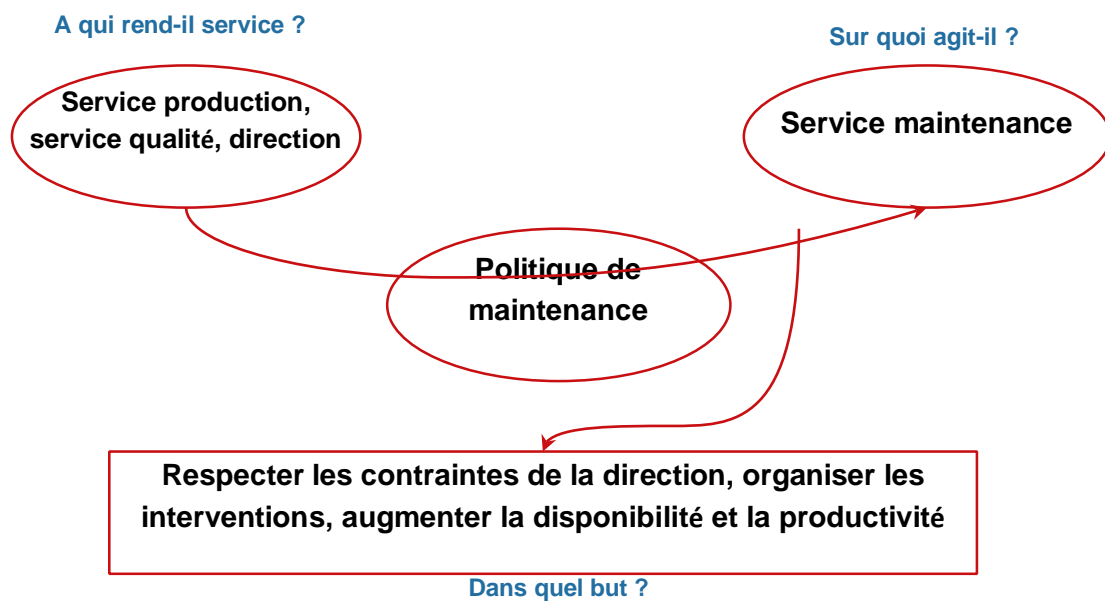 A qui rend-il service ?
Sur quoi agit-il ?
Service production,
service qualité, direction
Service maintenance
Politique de
maintenance
Respecter les contraintes de la direction, organiser les
interventions, augmenter la disponibilité et la productivité
Dans quel but ?